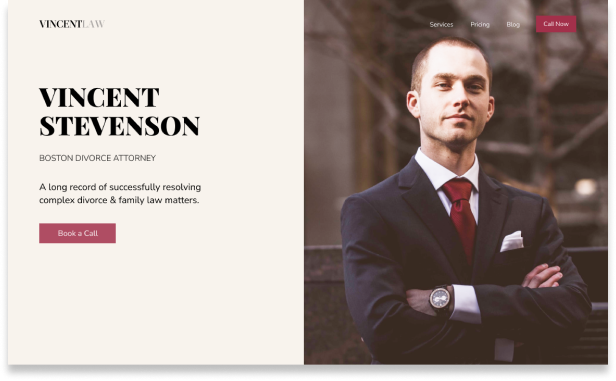 VINCENTLAW
Services Pricing Blog Call Now
VINCENT
STEVENSON
BOSTON DIVORCE ATTORNEY
A long record of successfully resolving
complex divorce & family law matters.
Book a Call